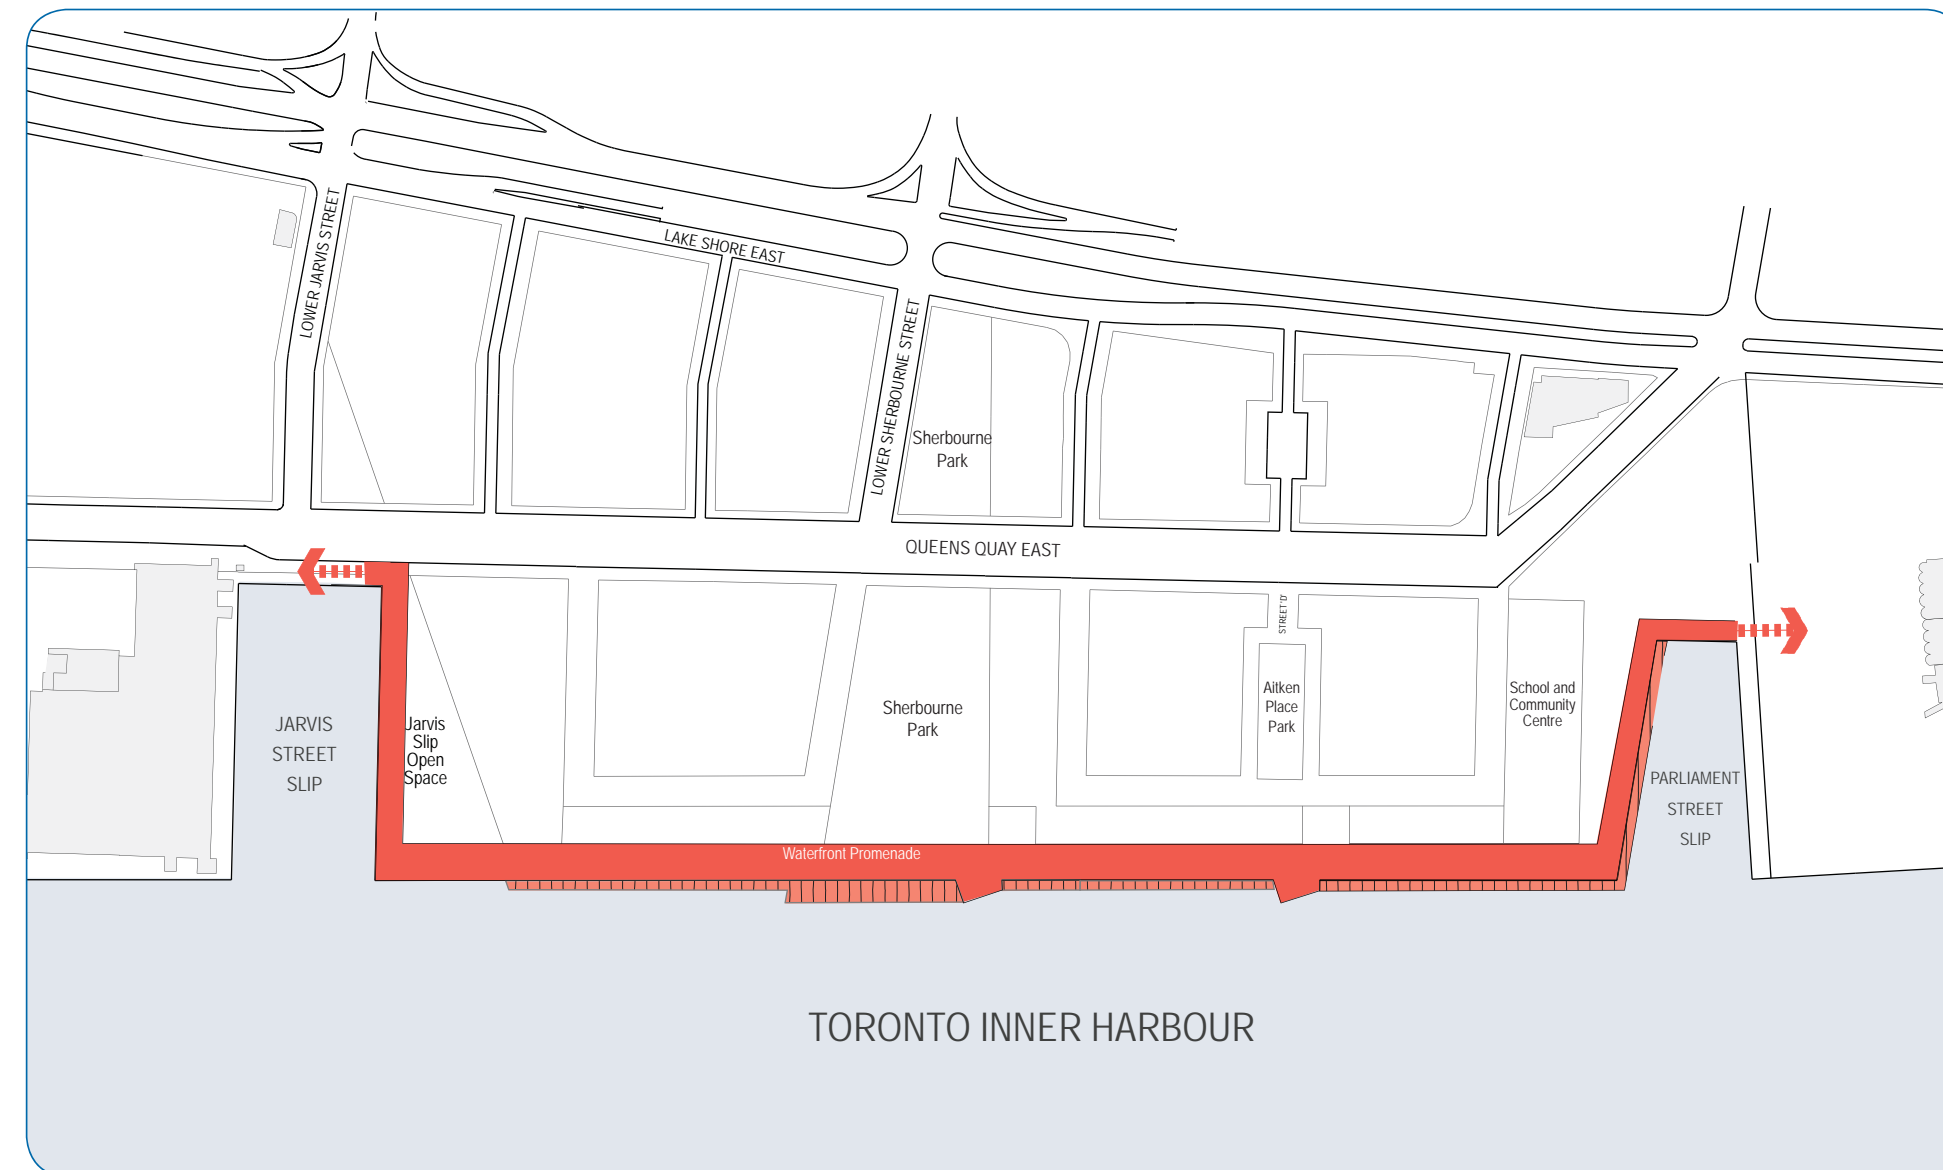 LOWER JARVIS STREET
LAKE SHORE EAST
LOWER SHERBOURNE STREET
Sherbourne
Park
QUEENS QUAY EAST
STREET 'D'
JARVIS
STREET
SLIP
Jarvis
Slip
Open
Space
Sherbourne
Park
Aitken
Place
Park
School and
Community
Centre
PARLIAMENT
STREET
SLIP
Waterfront Promenade
TORONTO INNER HARBOUR